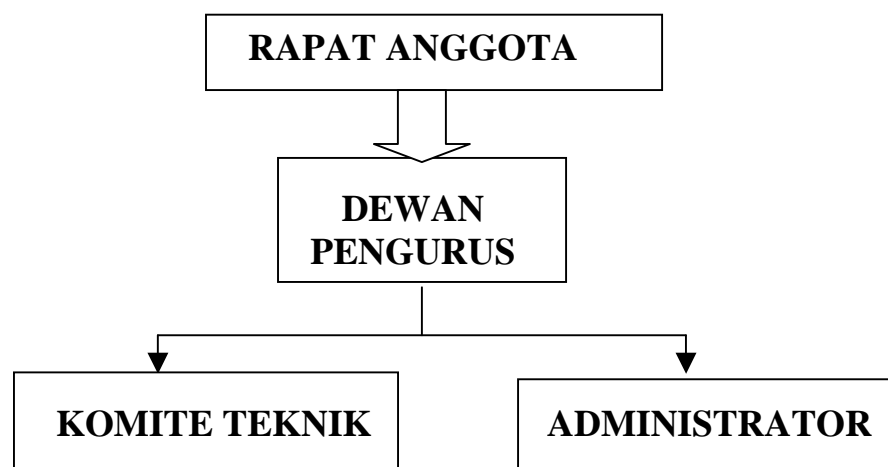 RAPAT ANGGOTA
DEWAN
PENGURUS
KOMITE TEKNIK
ADMINISTRATOR